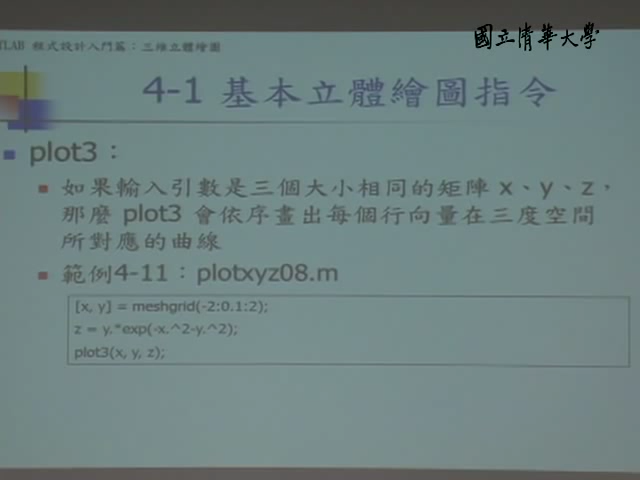 國立清華大學
TLAB 程式設計入門篇：三維立體繪圖
4-1 基本立體繪圖指令
plot3：
如果輸入引數是三個大小相同的矩陣 x、y、z，
那麼 plot3 會依序畫出每個行向量在三度空間
所對應的曲線
範例4-11：plotxyz08.m
[x, y] = meshgrid(-2:0.1:2);
z = y.*exp(-x.^2-y.^2);
plot3(x, y, z);